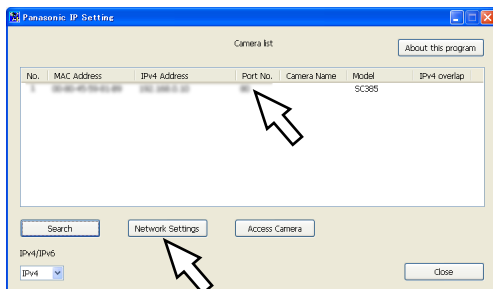 Panasonic IP Setting
Camera list
About this program
No. MAC Address IPv4 Address Port No. Camera Name Model IPv4 overlap
SC385
Search Network Settings Access Camera
IPv4/IPv6
IPv4
Close